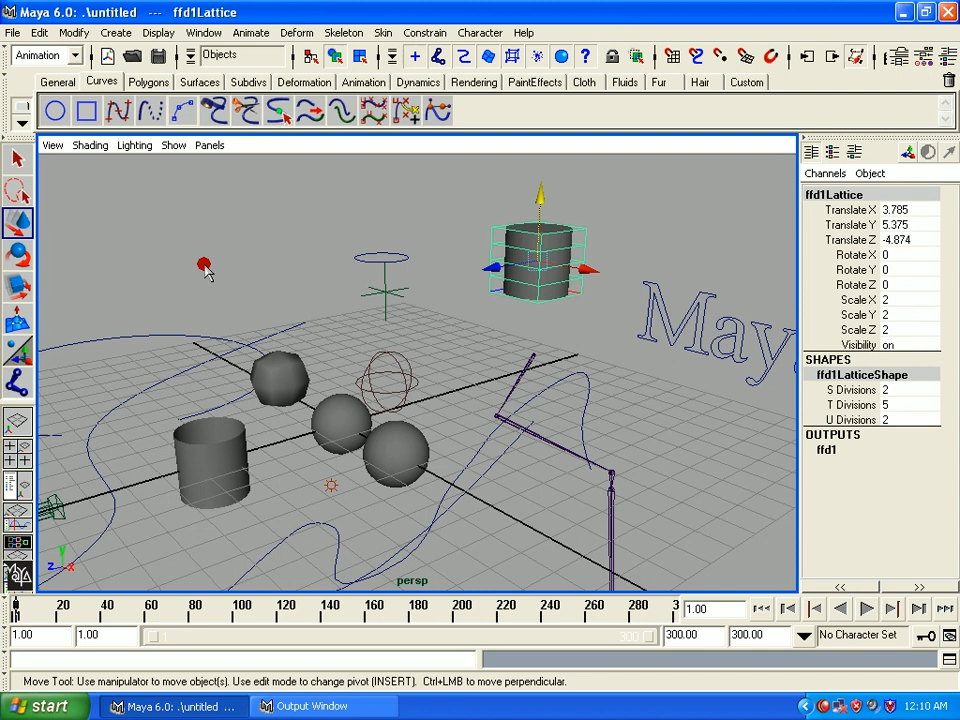 Maya 6.0: .\untitled   ---   ffd1Lattice
File Edit Modify Create Display Window Animate Deform Skeleton Skin Constrain Character Help
Animation Objects
General Curves Polygons Surfaces Subdivs Deformation Animation Dynamics Rendering PaintEffects Cloth Fluids Fur Hair Custom
View Shading Lighting Show Panels
Channels Object
ffd1Lattice
Translate X 3.785
Translate Y 5.375
Translate Z -4.874
Rotate X 0
Rotate Y 0
Rotate Z 0
Scale X 2
Scale Y 2
Scale Z 2
Visibility on
SHAPES
ffd1LatticeShape
S Divisions 2
T Divisions 5
U Divisions 2
OUTPUTS
ffd1
Maya
y
z x
persp
<< >>
20 40 60 80 100 120 140 160 180 200 220 240 260 280 3 1.00
1.00 1.00 1 300 300.00 300.00 No Character Set
Move Tool: Use manipulator to move object(s). Use edit mode to change pivot (INSERT). Ctrl+LMB to move perpendicular.
start Maya 6.0: .\untitled ... Output Window 12:10 AM